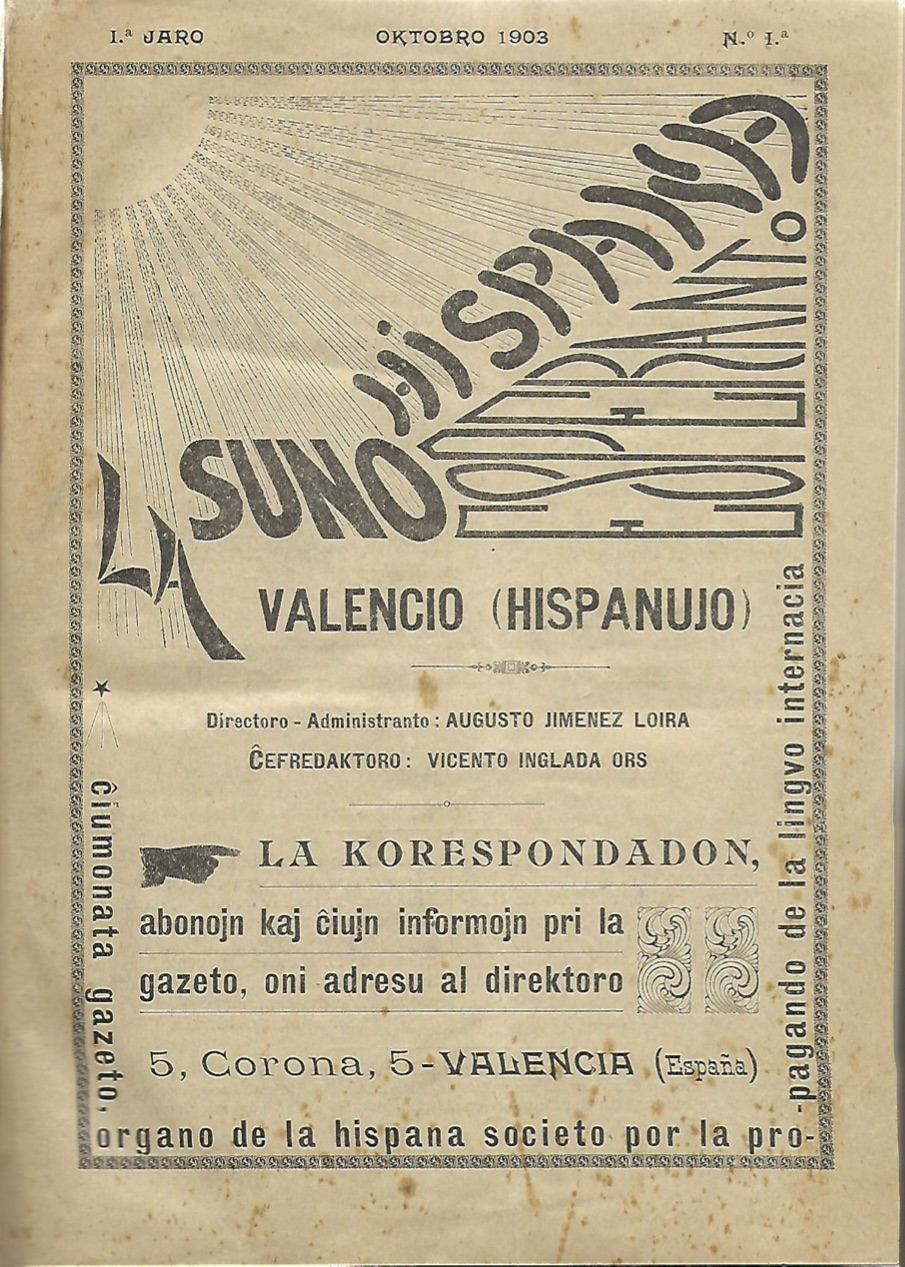 I.ª JARO OKTOBRO 1903 N.º I.ª
LA SUNO HISPANA
ESPERANTO
VALENCIO (HISPANUJO)
Directoro - Administranto: AUGUSTO JIMENEZ LOIRA
ĈEFREDAKTORO: VICENTO INGLADA ORS
LA KORESPONDADON,
abonojn kaj ĉiujn informojn pri la
gazeto, oni adresu al direktoro
5, Corona, 5-VALENCIA (España)
ĉiumonata gazeto,
organo de la hispana societo por la pro-
-pagando de la lingvo internacia